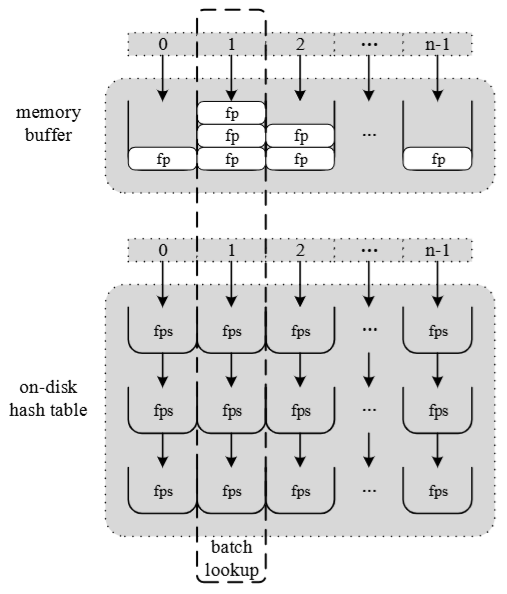 0 1 2 ... n-1
memory
buffer
fp
fp fp ...
fp fp fp fp
0 1 2 ... n-1
on-disk
hash table
fps fps fps ... fps
fps fps fps ... fps
fps fps fps ... fps
batch
lookup